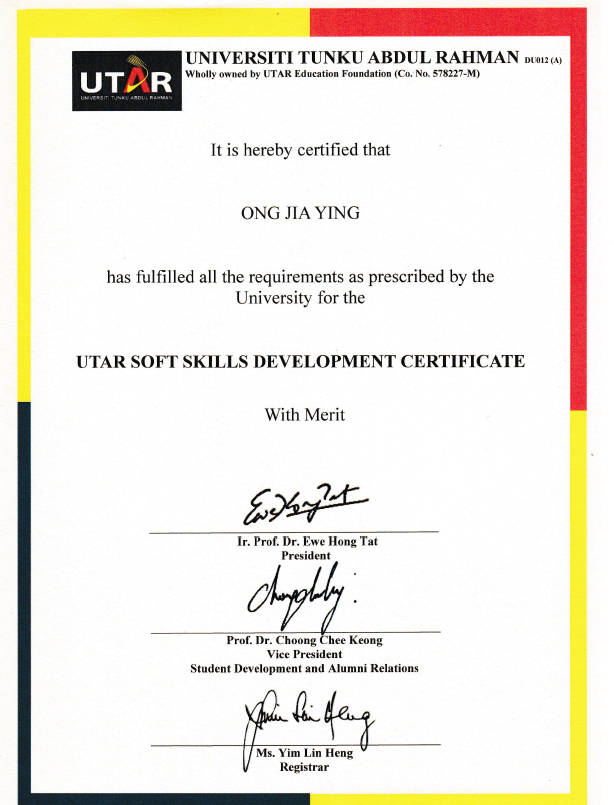 UTAR
UNIVERSITI TUNKU ABDUL RAHMAN
UNIVERSITI TUNKU ABDUL RAHMAN DU012 (A)
Wholly owned by UTAR Education Foundation (Co. No. 578227-M)
It is hereby certified that
ONG JIA YING
has fulfilled all the requirements as prescribed by the
University for the
UTAR SOFT SKILLS DEVELOPMENT CERTIFICATE
With Merit
Ewe Hong Tat
Ir. Prof. Dr. Ewe Hong Tat
President
Prof. Dr. Choong Chee Keong
Vice President
Student Development and Alumni Relations
Yim Lin Heng
Ms. Yim Lin Heng
Registrar